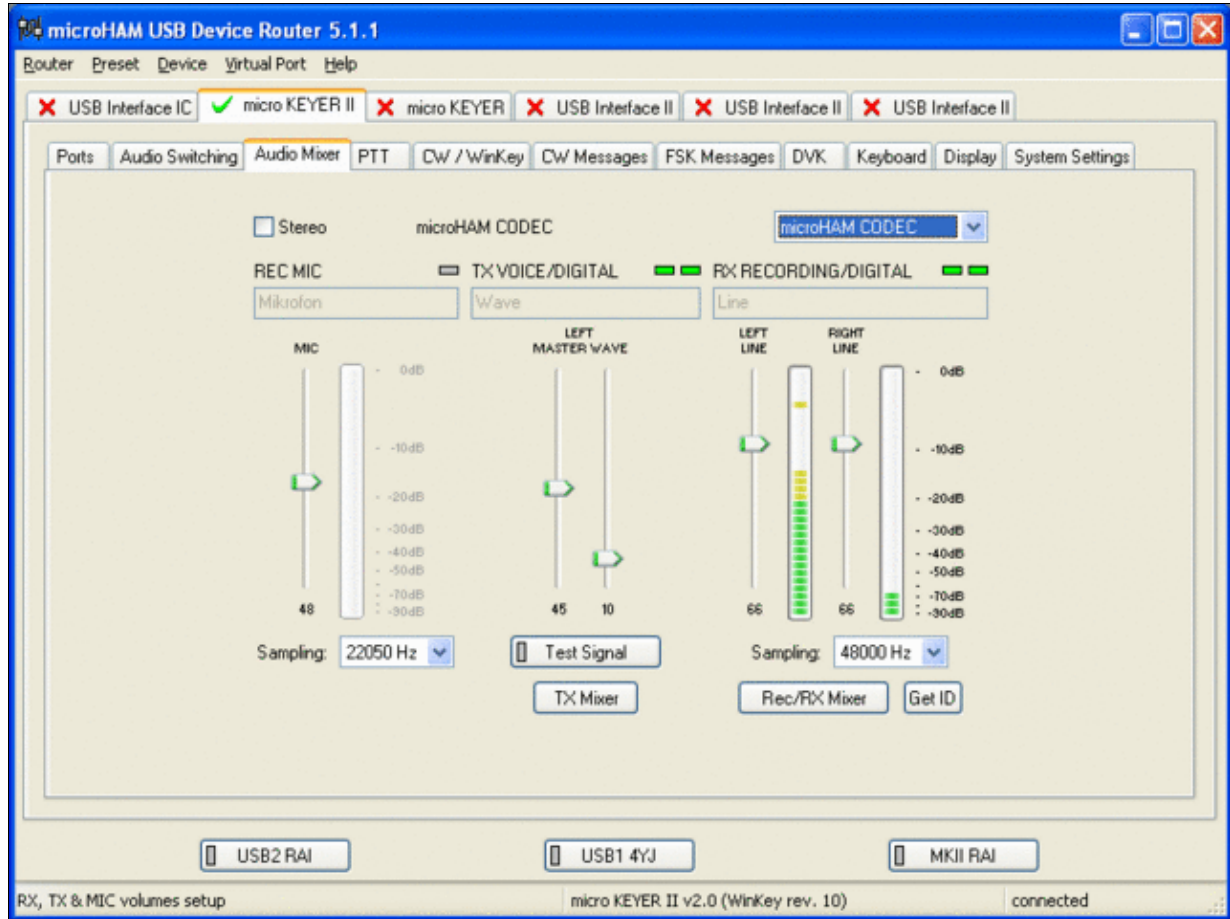 microHAM USB Device Router 5.1.1
Router Preset Device Virtual Port Help
USB Interface IC micro KEYER II micro KEYER USB Interface II USB Interface II USB Interface II
Ports Audio Switching Audio Mixer PTT CW / WinKey CW Messages FSK Messages DVK Keyboard Display System Settings
Stereo microHAM CODEC microHAM CODEC
REC MIC TX VOICE/DIGITAL RX RECORDING/DIGITAL
Mikrofon Wave Line
LEFT LEFT RIGHT
MIC MASTER WAVE LINE LINE
0dB 0dB
-10dB -10dB
-20dB -20dB
-30dB -30dB
-40dB -40dB
-50dB -50dB
-70dB -70dB
-90dB -30dB
48 45 10 66 66
Sampling: 22050 Hz Test Signal Sampling: 48000 Hz
TX Mixer Rec/RX Mixer Get ID
USB2 RAI USB1 4YJ MKII RAI
RX, TX & MIC volumes setup micro KEYER II v2.0 (WinKey rev. 10) connected